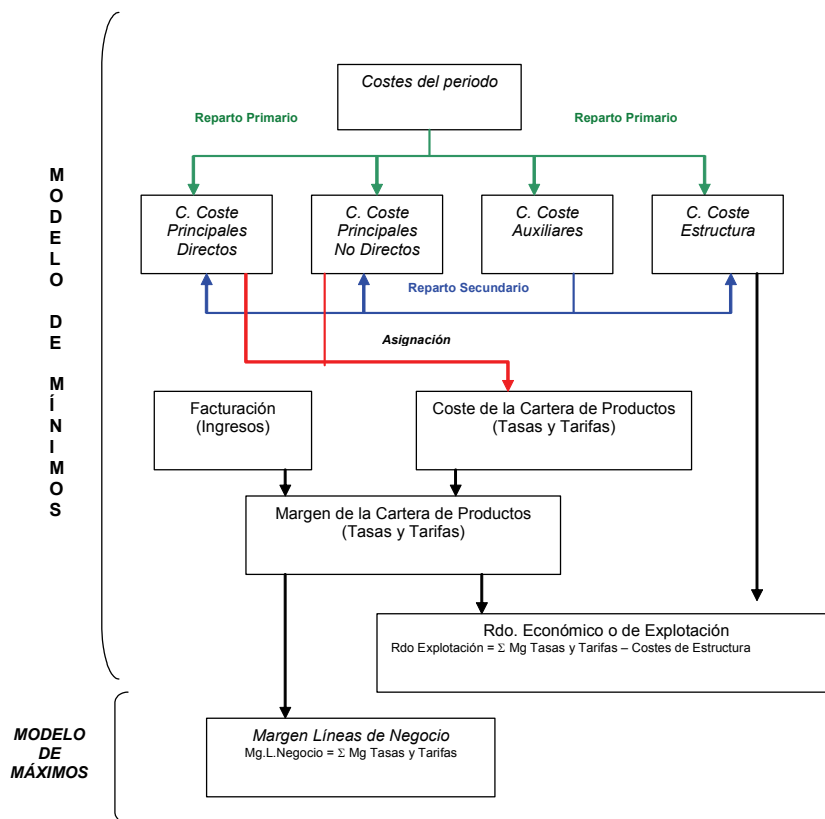 Costes del periodo
Reparto Primario
Reparto Primario
MODELO DE MÍNIMOS
C. Coste
Principales
Directos
C. Coste
Principales
No Directos
C. Coste
Auxiliares
C. Coste
Estructura
Reparto Secundario
Asignación
Facturación
(Ingresos)
Coste de la Cartera de Productos
(Tasas y Tarifas)
Margen de la Cartera de Productos
(Tasas y Tarifas)
Rdo. Económico o de Explotación
Rdo Explotación = Σ Mg Tasas y Tarifas – Costes de Estructura
MODELO
DE
MÁXIMOS
Margen Líneas de Negocio
Mg.L.Negocio = Σ Mg Tasas y Tarifas